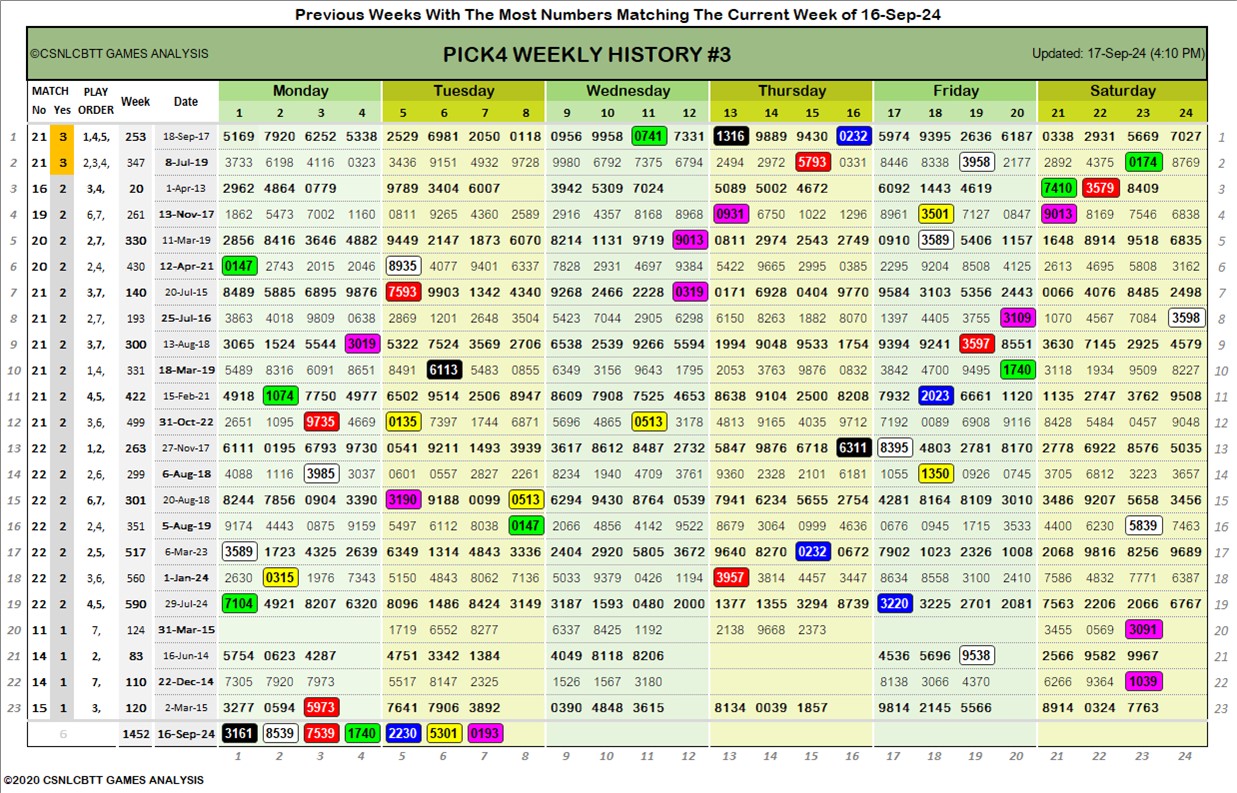 Previous Weeks With The Most Numbers Matching The Current Week of 16-Sep-24
©CSNLCBTT GAMES ANALYSIS PICK4 WEEKLY HISTORY #3 Updated: 17-Sep-24 (4:10 PM)
MATCH PLAY Week Date Monday Tuesday Wednesday Thursday Friday Saturday
No Yes ORDER 1 2 3 4 5 6 7 8 9 10 11 12 13 14 15 16 17 18 19 20 21 22 23 24
1 21 3 1,4,5, 253 18-Sep-17 5169 7920 6252 5338 2529 6981 2050 0118 0956 9958 0741 7331 1316 9889 9430 0232 5974 9395 2636 6187 0338 2931 5669 7027 1
2 21 3 2,3,4, 347 8-Jul-19 3733 6198 4116 0323 3436 9151 4932 9728 9980 6792 7375 6794 2494 2972 5793 0331 8446 8338 3958 2177 2892 4375 0174 8769 2
3 16 2 3,4, 20 1-Apr-13 2962 4864 0779 9789 3404 6007 3942 5309 7024 5089 5002 4672 6092 1443 4619 7410 3579 8409 3
4 19 2 6,7, 261 13-Nov-17 1862 5473 7002 1160 0811 9265 4360 2589 2916 4357 8168 8968 0931 6750 1022 1296 8961 3501 7127 0847 9013 8169 7546 6838 4
5 20 2 2,7, 330 11-Mar-19 2856 8416 3646 4882 9449 2147 1873 6070 8214 1131 9719 9013 0811 2974 2543 2749 0910 3589 5406 1157 1648 8914 9518 6835 5
6 20 2 2,4, 430 12-Apr-21 0147 2743 2015 2046 8935 4077 9401 6337 7828 2931 4697 9384 5422 9665 2995 0385 2295 9204 8508 4125 2613 4695 5808 3162 6
7 21 2 3,7, 140 20-Jul-15 8489 5885 6895 9876 7593 9903 1342 4340 9268 2466 2228 0319 0171 6928 0404 9770 9584 3103 5356 2443 0066 4071 8485 2498 7
8 21 2 2,7, 193 25-Jul-16 3863 4018 9809 0638 2869 1201 2648 3504 5423 7044 2905 6298 6150 8263 1882 8070 1397 4405 3755 3109 1070 4567 7084 3598 8
9 21 2 3,7, 300 13-Aug-18 3065 1524 5544 3019 5322 7524 3569 2706 6538 2539 9266 5594 1994 9048 9533 1754 9394 9241 3597 8551 3630 7145 2925 4579 9
10 21 2 1,4, 331 18-Mar-19 5489 8316 6091 8651 8491 6113 5483 0855 6349 3156 9643 1795 2053 3763 9876 0832 3842 4700 9495 1740 3118 1934 9509 8227 10
11 21 2 4,5, 422 15-Feb-21 4918 1074 7750 4977 6502 9514 2506 8947 8609 7908 7525 4653 8638 9104 2500 8208 7932 2023 6661 1120 1135 2747 3762 9508 11
12 21 2 3,6, 499 31-Oct-22 2651 1095 9735 4669 0135 7397 1744 6871 5696 4865 0513 3178 4813 9165 4035 9712 7192 0089 6908 9116 8428 5484 0457 9048 12
13 22 2 1,2, 263 27-Nov-17 6111 0195 6793 9730 0541 9211 1493 3939 3617 8612 8487 2732 5847 9876 6718 6311 8395 4803 2781 8170 2778 6922 8576 5035 13
14 22 2 2,6, 299 6-Aug-18 4088 1116 3985 3037 0601 0557 2827 2261 8234 1940 4709 3761 9360 2328 2101 6181 1055 1350 0926 0745 3705 6812 3223 3657 14
15 22 2 6,7, 301 20-Aug-18 8244 7856 0904 3390 3190 9188 0099 0513 6294 9430 8764 0539 7941 6234 5655 2754 4281 8164 8109 3010 3486 9207 5658 3456 15
16 22 2 2,4, 351 5-Aug-19 9174 4443 0875 9159 5497 6112 8038 0147 2066 4856 4142 9522 8679 3064 0999 4636 0676 0945 1715 3533 4400 6230 5839 7463 16
17 22 2 2,5, 517 6-Mar-23 3589 1723 4325 2639 6349 1314 4843 3336 2404 2920 5805 3672 9640 8270 0232 0672 7902 1023 2326 1008 2068 9816 8256 9689 17
18 22 2 3,6, 560 1-Jan-24 2630 0315 1976 7343 5150 4843 8062 7136 5033 9379 0426 1194 3957 3814 4457 3447 8634 8558 3100 2410 7586 4832 7771 6387 18
19 22 2 4,5, 590 29-Jul-24 7104 4921 8207 6320 8096 1486 8424 3149 3187 1593 0480 2000 1377 1355 3294 8739 3220 3225 2701 2081 7563 2206 2066 6767 19
20 11 1 7, 124 31-Mar-15 1719 6552 8277 6337 8425 1192 2138 9668 2373 3455 0569 3091 20
21 14 1 2, 83 16-Jun-14 5754 0623 4287 4751 3342 1384 4049 8118 8206 4536 5696 9538 2566 9582 9967 21
22 14 1 7, 110 22-Dec-14 7305 7920 7973 5517 8147 2325 1526 1567 3180 8138 3066 4370 6266 9364 1039 22
23 15 1 3, 120 2-Mar-15 3277 0594 5973 7641 7906 3892 0390 4848 3615 8134 0039 1857 9814 2145 5566 8914 0324 7763 23
6 1452 16-Sep-24 3161 8539 7539 1740 2230 5301 0193
1 2 3 4 5 6 7 8 9 10 11 12 13 14 15 16 17 18 19 20 21 22 23 24
©2020 CSNLCBTT GAMES ANALYSIS